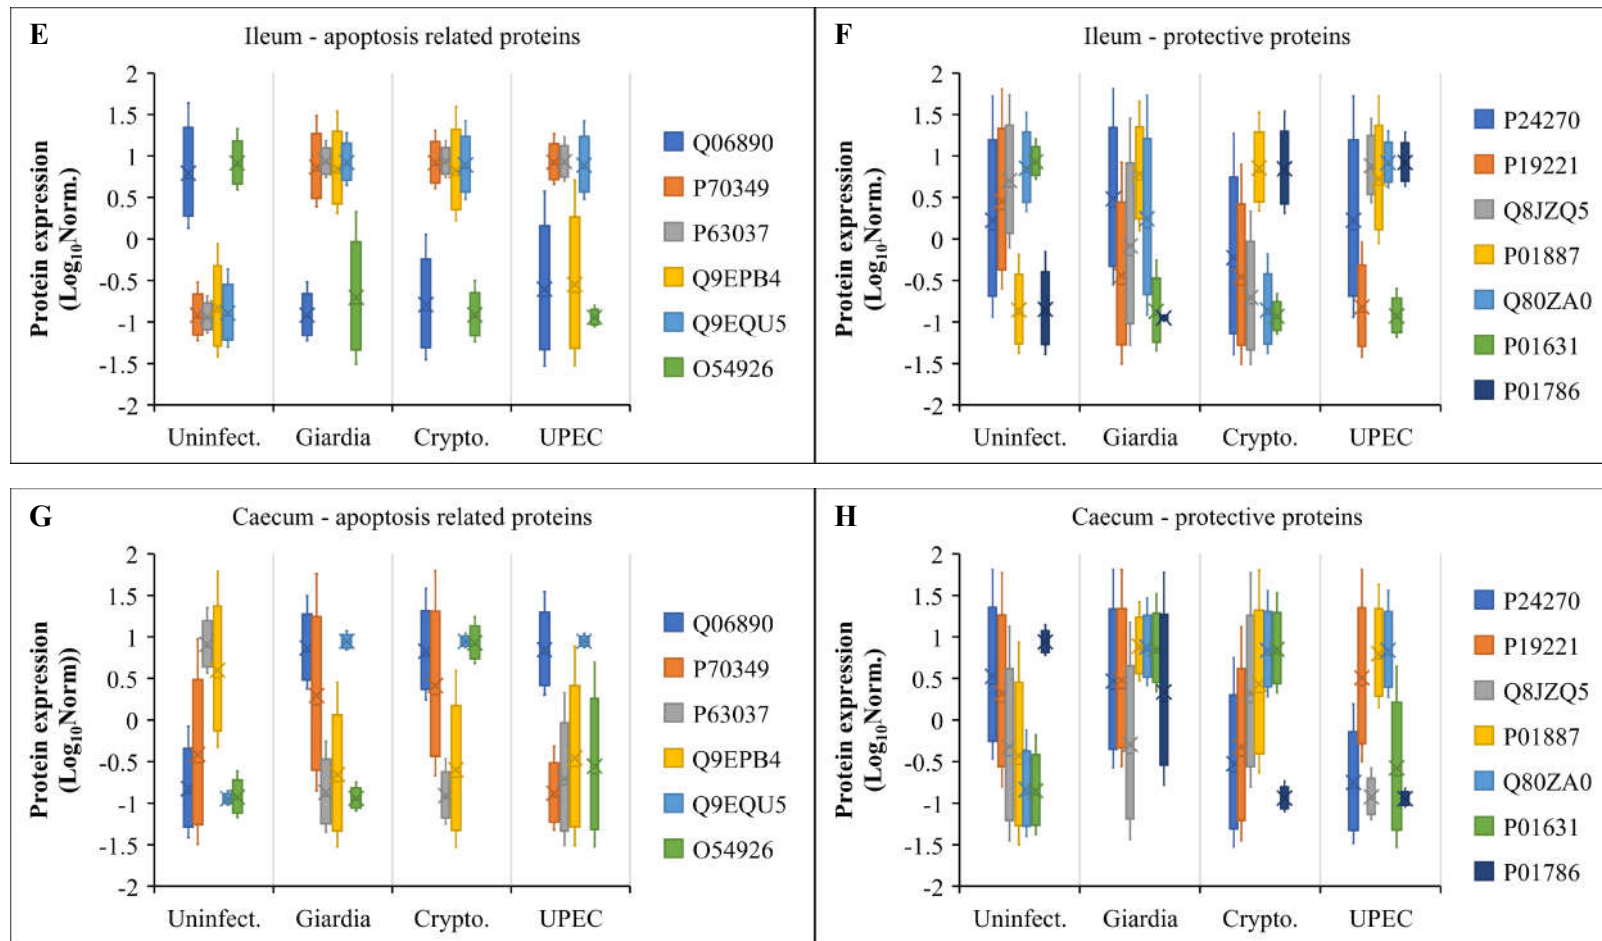 E
Ileum - apoptosis related proteins
Protein expression
(Log10Norm.)
2
1.5
1
0.5
0
-0.5
-1
-1.5
-2
Uninfect. Giardia Crypto. UPEC
Q06890
P70349
P63037
Q9EPB4
Q9EQU5
O54926
F
Ileum - protective proteins
Protein expression
(Log10Norm.)
2
1.5
1
0.5
0
-0.5
-1
-1.5
-2
Uninfect. Giardia Crypto. UPEC
P24270
P19221
Q8JZQ5
P01887
Q80ZA0
P01631
P01786
G
Caecum - apoptosis related proteins
Protein expression
(Log10Norm))
2
1.5
1
0.5
0
-0.5
-1
-1.5
-2
Uninfect. Giardia Crypto. UPEC
Q06890
P70349
P63037
Q9EPB4
Q9EQU5
O54926
H
Caecum - protective proteins
Protein expression
(Log10Norm.)
2
1.5
1
0.5
0
-0.5
-1
-1.5
-2
Uninfect. Giardia Crypto. UPEC
P24270
P19221
Q8JZQ5
P01887
Q80ZA0
P01631
P01786